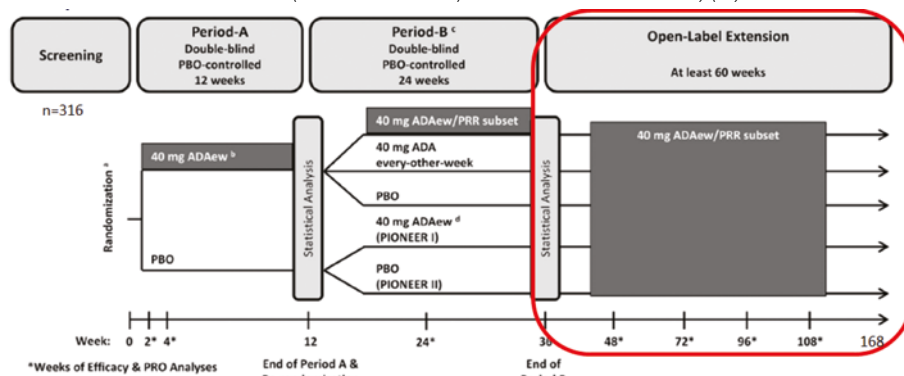 Screening
Period-A
Double-blind
PBO-controlled
12 weeks
Period-B c
Double-blind
PBO-controlled
24 weeks
Open-Label Extension
At least 60 weeks
n=316
Randomization a
40 mg ADAew b
PBO
Statistical Analysis
40 mg ADAew/PRR subset
40 mg ADA
every-other-week
PBO
40 mg ADAew d
(PIONEER I)
PBO
(PIONEER II)
Statistical Analysis
40 mg ADAew/PRR subset
Week: 0 2* 4* 12 24* 36 48* 72* 96* 108* 168
*Weeks of Efficacy & PRO Analyses
End of Period A &
End of